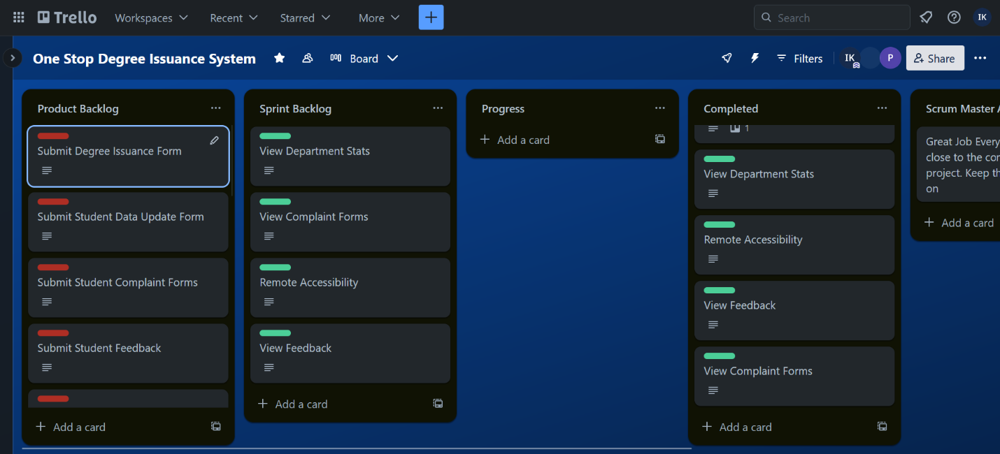 Trello
Workspaces
Recent
Starred
More
Search
IK
One Stop Degree Issuance System
Board
Filters
IK
P
Share
Product Backlog
Submit Degree Issuance Form
Submit Student Data Update Form
Submit Student Complaint Forms
Submit Student Feedback
Add a card
Sprint Backlog
View Department Stats
View Complaint Forms
Remote Accessibility
View Feedback
Add a card
Progress
Add a card
Completed
1
View Department Stats
Remote Accessibility
View Feedback
View Complaint Forms
Add a card
Scrum Master
Great Job Every
close to the
project. Keep
on
Add a card